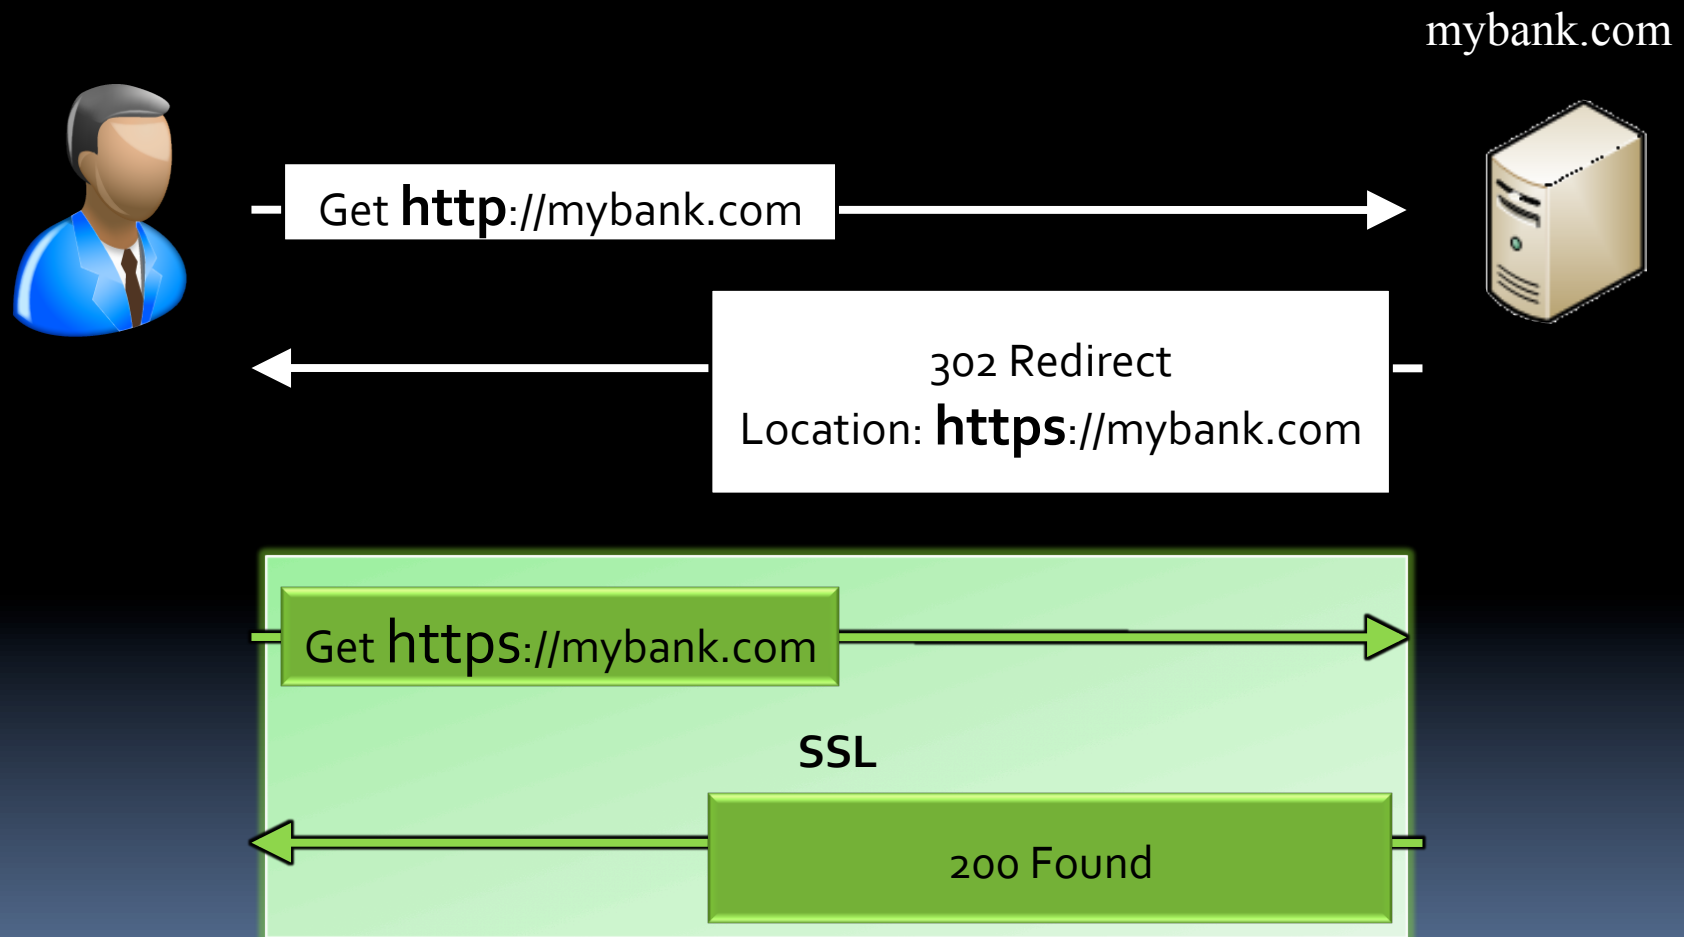 mybank.com
Get http://mybank.com
302 Redirect
Location: https://mybank.com
Get https://mybank.com
SSL
200 Found